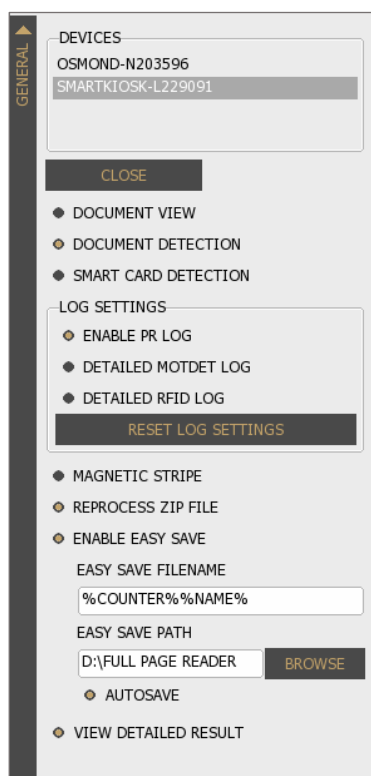 GENERAL
DEVICES
OSMOND-N203596
SMARTKIOSK-L229091
CLOSE
DOCUMENT VIEW
DOCUMENT DETECTION
SMART CARD DETECTION
LOG SETTINGS
ENABLE PR LOG
DETAILED MOTDET LOG
DETAILED RFID LOG
RESET LOG SETTINGS
MAGNETIC STRIPE
REPROCESS ZIP FILE
ENABLE EASY SAVE
EASY SAVE FILENAME
%COUNTER%%NAME%
EASY SAVE PATH
D:\FULL PAGE READER BROWSE
AUTOSAVE
VIEW DETAILED RESULT